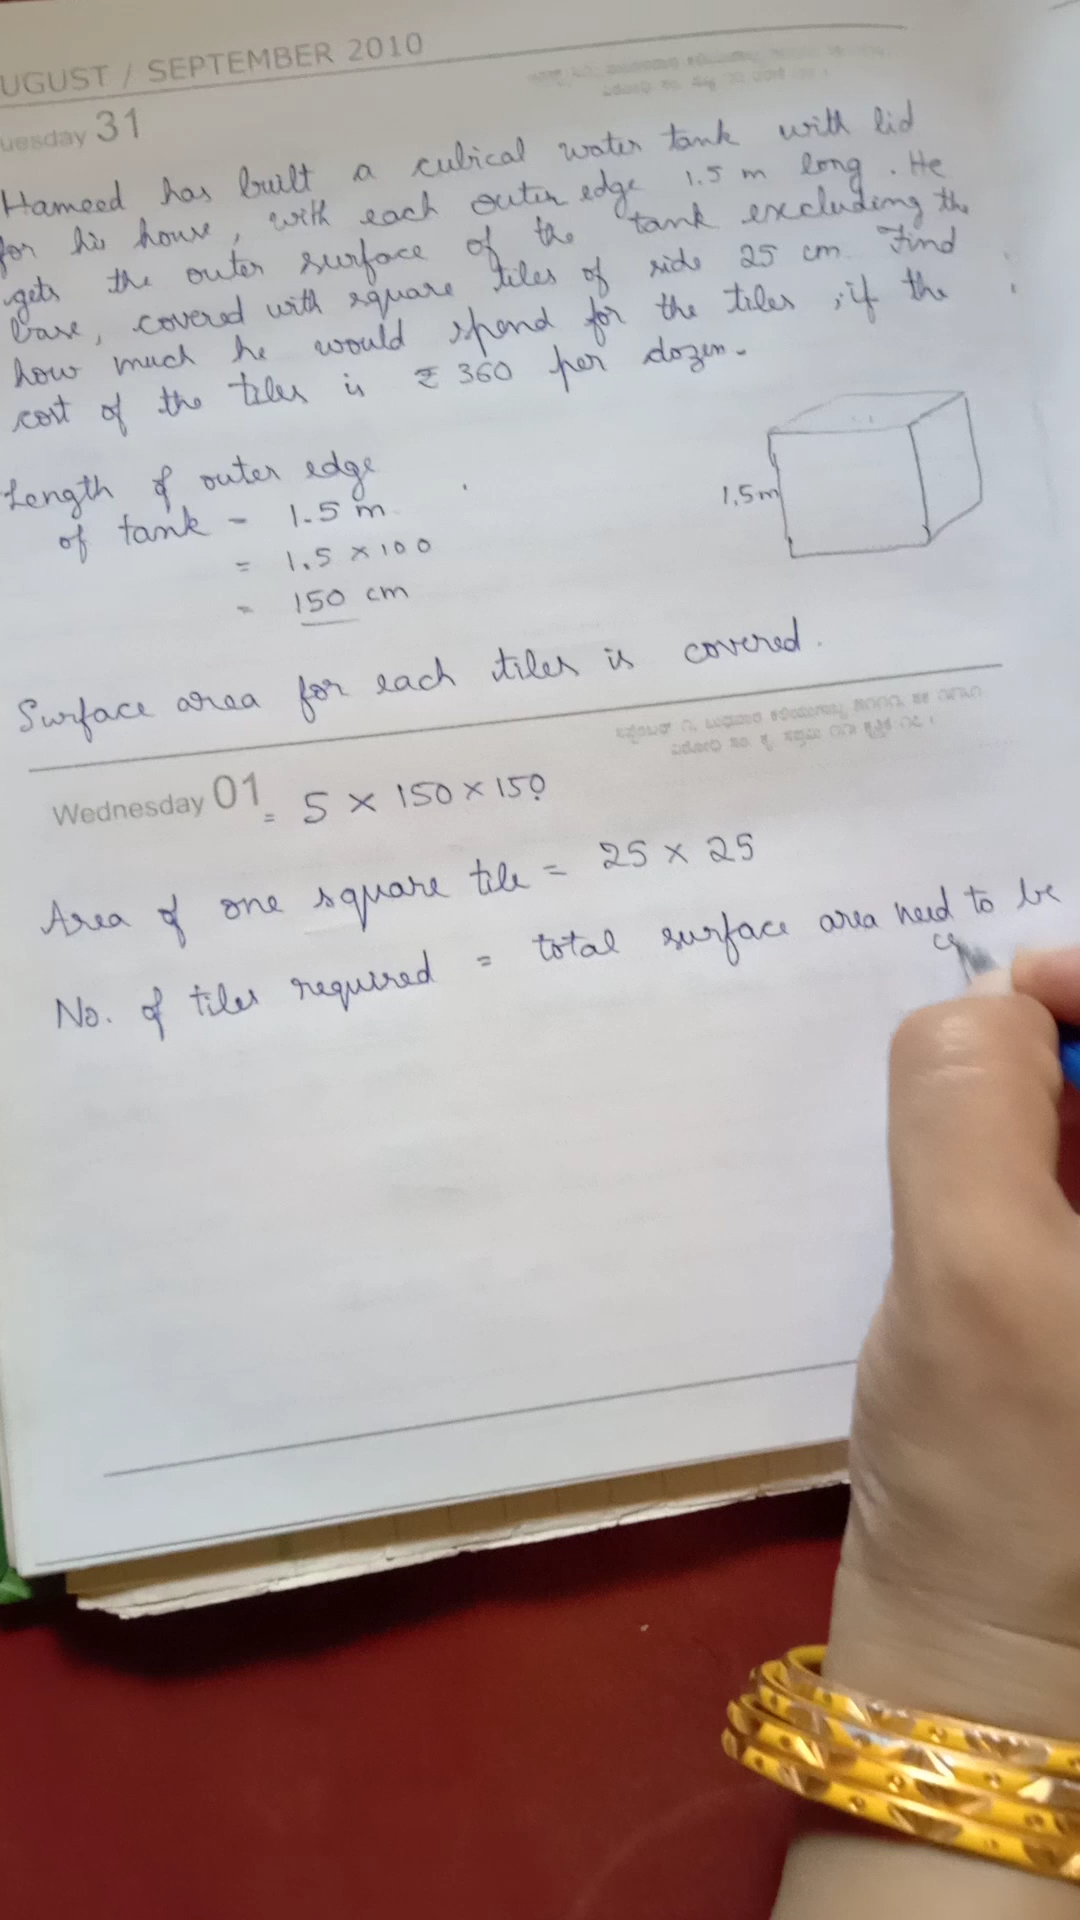 UGUST / SEPTEMBER 2010
uesday 31
Hameed has built a cubical water tank with lid
for his house, with each outer edge 1.5 m long. He
gets the outer surface of the tank excluding the
base, covered with square tiles of side 25 cm. Find
how much he would spend for the tiles, if the
cost of the tiles is ₹ 360 per dozen.
Length of outer edge
of tank = 1.5 m
= 1.5 × 100
= 150 cm
1.5m
Surface area for each tiles is covered.
Wednesday 01
= 5 × 150 × 150
Area of one square tile = 25 × 25
No. of tiles required = total surface area need to be